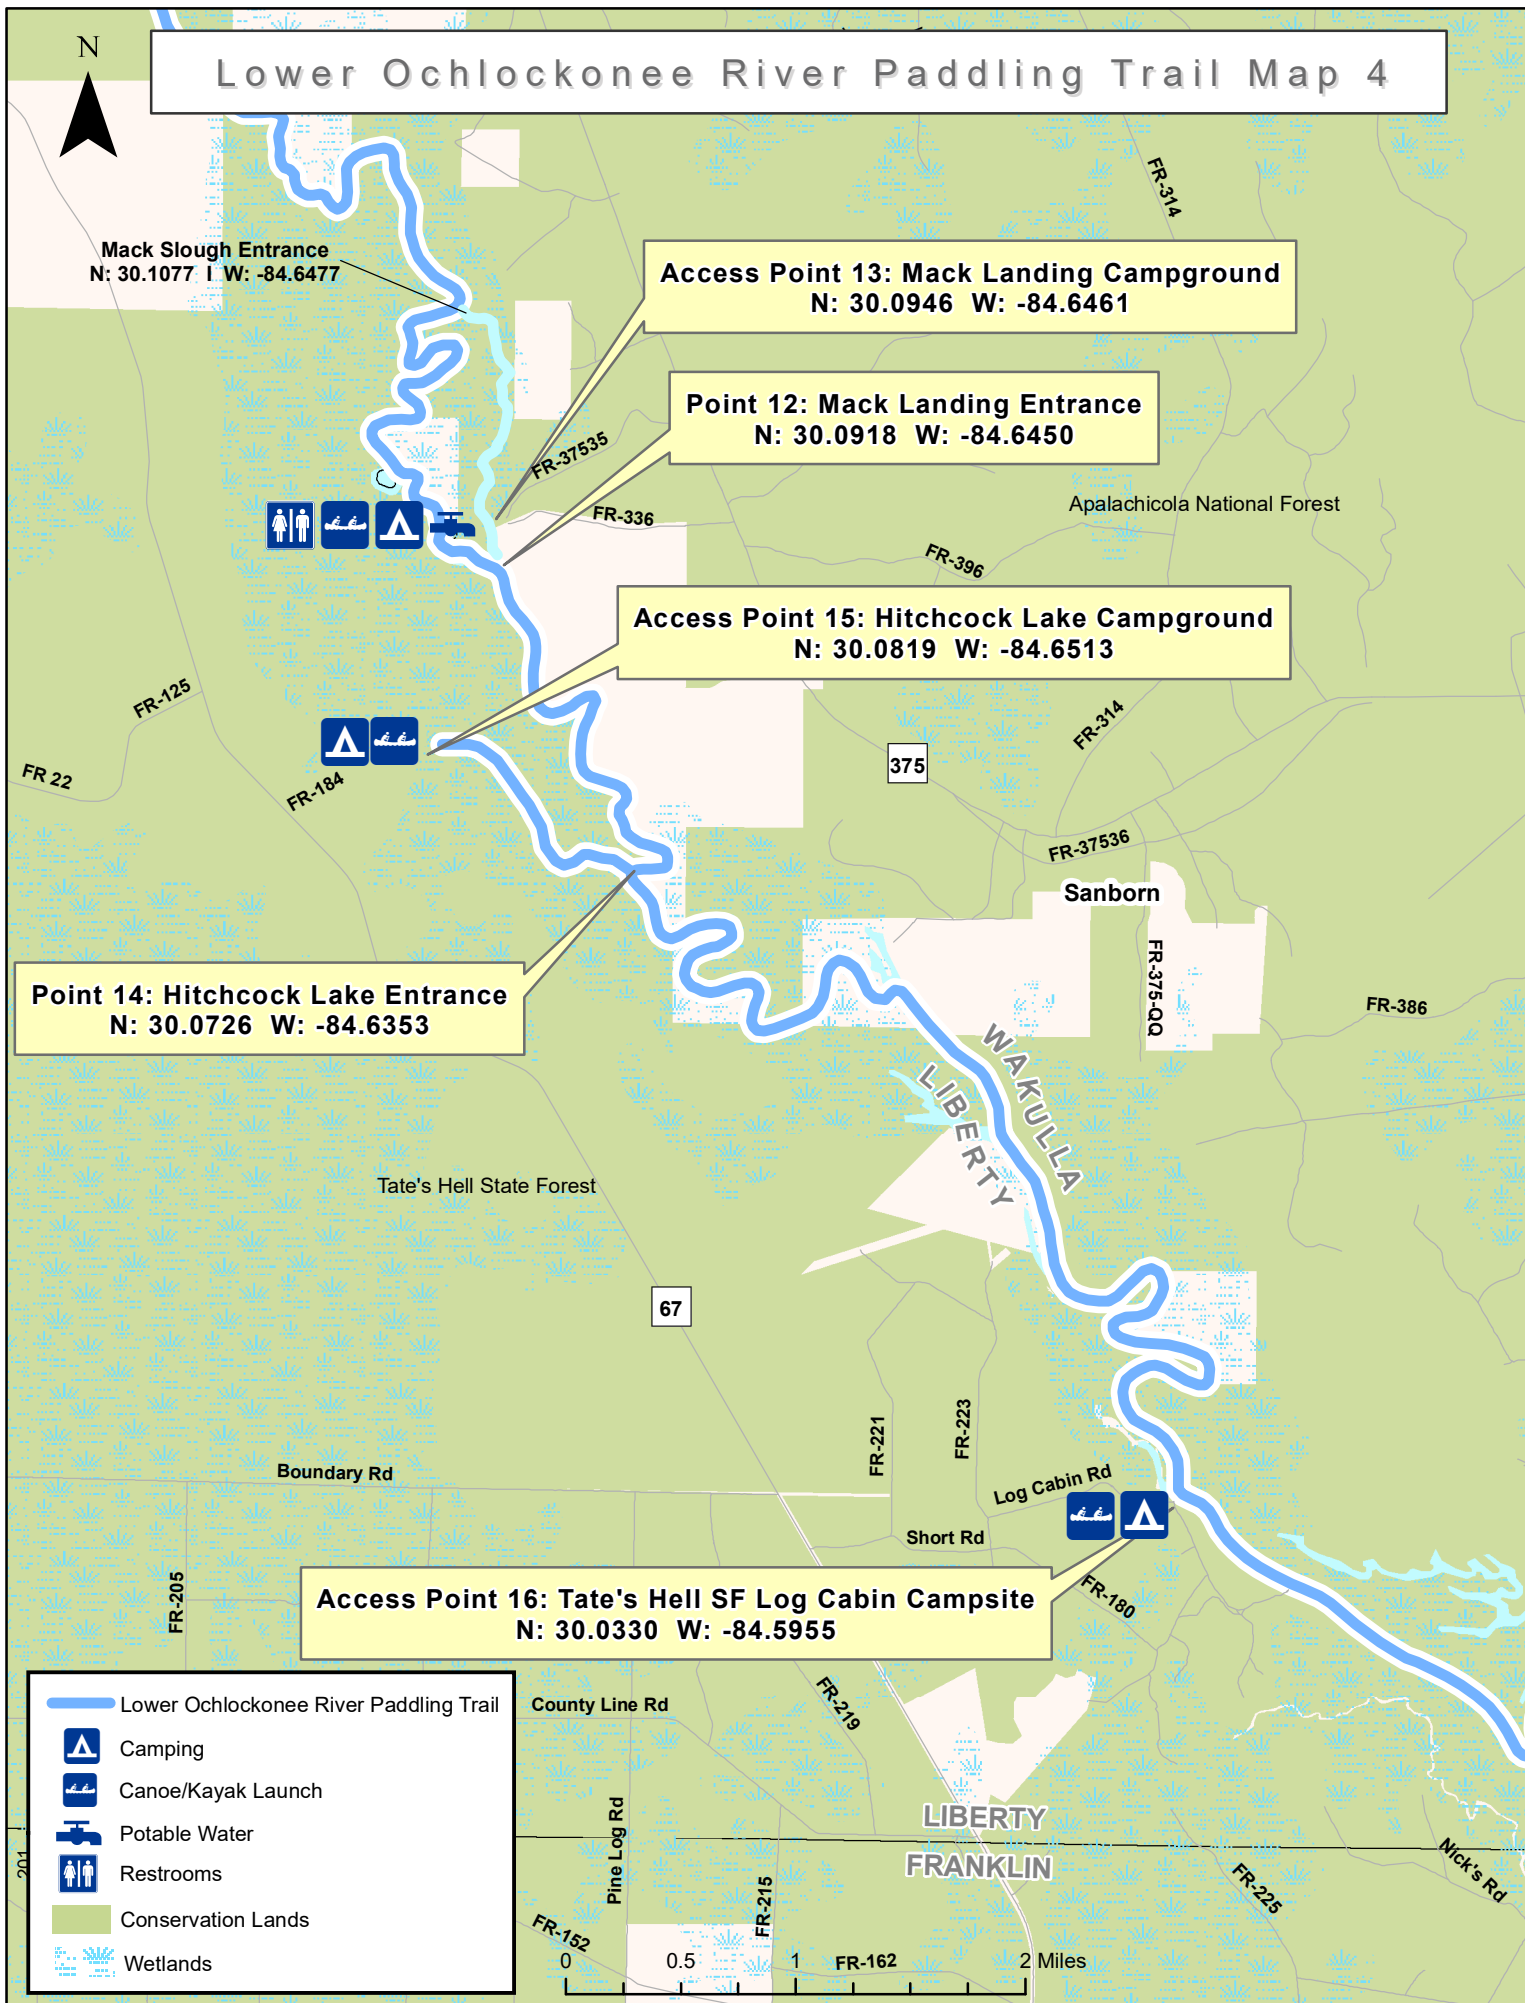 Lower Ochlockonee River Paddling Trail Map 4
N
FR-314
Mack Slough Entrance
N: 30.1077 | W: -84.6477
Access Point 13: Mack Landing Campground
N: 30.0946 W: -84.6461
Point 12: Mack Landing Entrance
N: 30.0918 W: -84.6450
FR-37535
FR-336
Apalachicola National Forest
FR-396
Access Point 15: Hitchcock Lake Campground
N: 30.0819 W: -84.6513
FR-125
FR 22
FR-184
FR-314
375
FR-37536
Sanborn
FR-375-QQ
FR-386
Point 14: Hitchcock Lake Entrance
N: 30.0726 W: -84.6353
WAKULLA
LIBERTY
Tate's Hell State Forest
67
FR-221
FR-223
Boundary Rd
Log Cabin Rd
Short Rd
FR-205
FR-180
Access Point 16: Tate's Hell SF Log Cabin Campsite
N: 30.0330 W: -84.5955
Lower Ochlockonee River Paddling Trail
Camping
Canoe/Kayak Launch
Potable Water
Restrooms
Conservation Lands
Wetlands
201
County Line Rd
FR-219
Pine Log Rd
LIBERTY
FRANKLIN
FR-215
FR-225
Nick's Rd
FR-152
FR-162
0 0.5 1 2 Miles